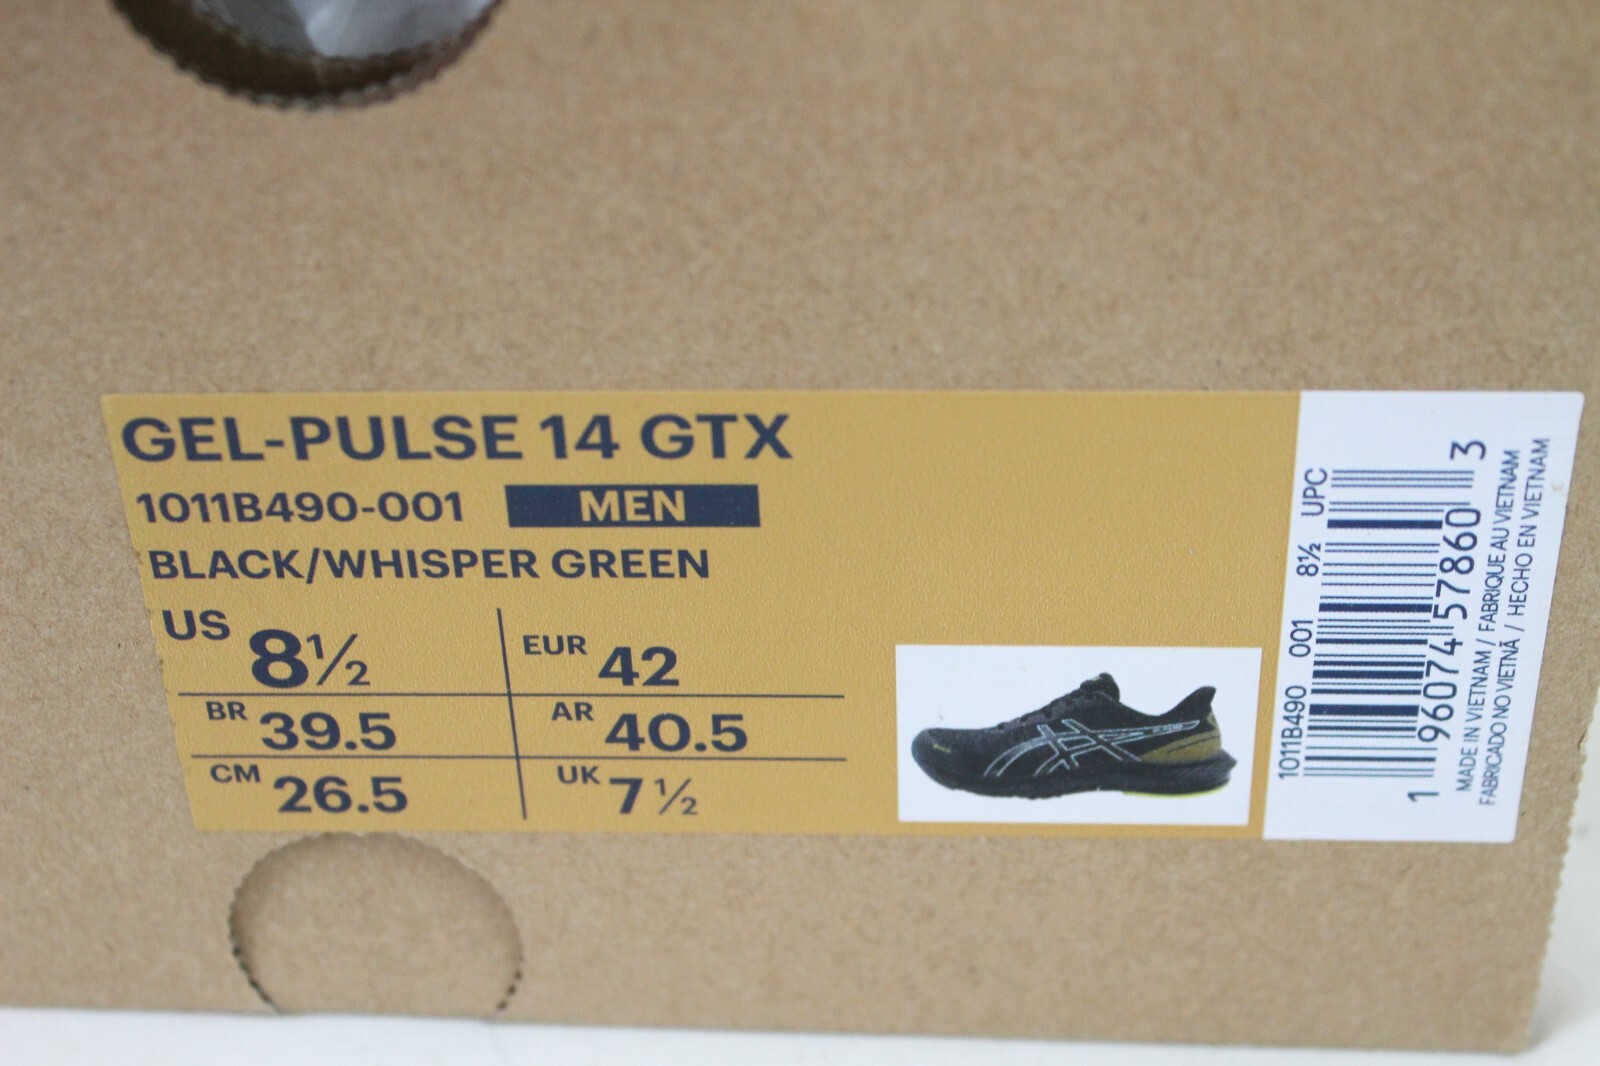 GEL-PULSE 14 GTX
1011B490-001 MEN
BLACK/WHISPER GREEN
US 8½ EUR 42
BR 39.5 AR 40.5
CM 26.5 UK 7½
1011B490 001 8½ UPC
1 96074 57860 3
MADE IN VIETNAM / FABRIQUE AU VIETNAM
FABRICADO NO VIETNÃ / HECHO EN VIETNAM